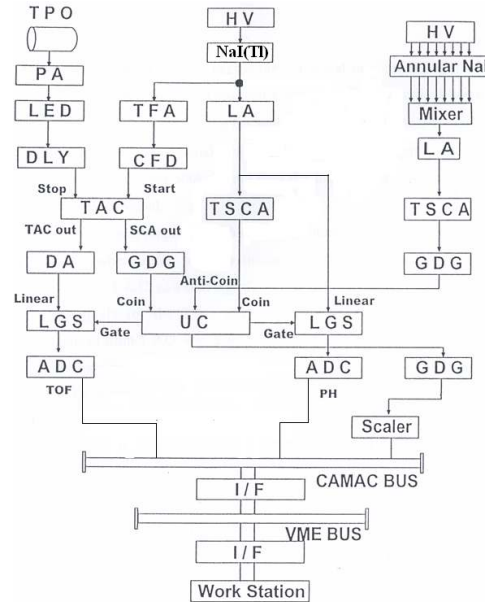 TPO
HV
HV
PA
NaI(Tl)
Annular NaI
LED
TFA
LA
Mixer
DLY
CFD
LA
Stop
Start
TAC
TSCA
TSCA
TAC out
SCA out
DA
GDG
GDG
Anti-Coin
Linear
Coin
Coin
Linear
LGS
Gate
UC
Gate
LGS
ADC
ADC
GDG
TOF
PH
Scaler
CAMAC BUS
I/F
VME BUS
I/F
Work Station